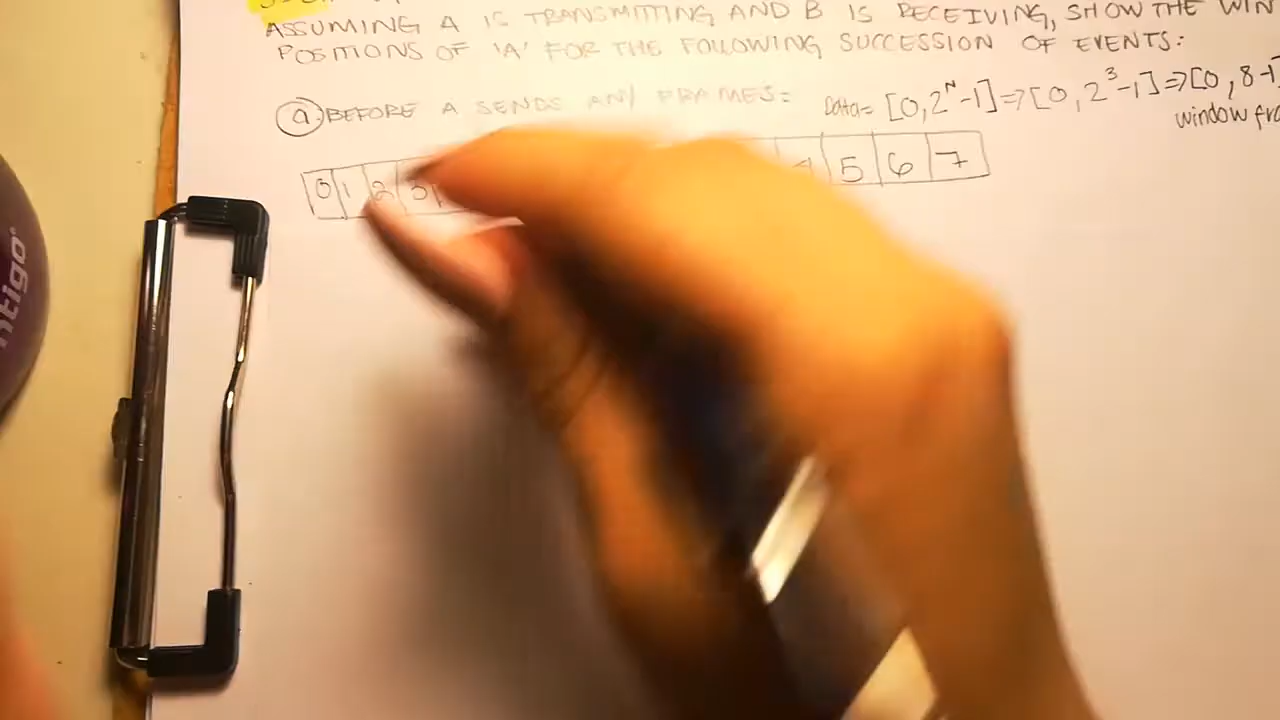 ASSUMING A IS TRANSMITTING AND B IS RECEIVING, SHOW THE WIN
POSITIONS OF 'A' FOR THE FOLLOWING SUCCESSION OF EVENTS:
(a) BEFORE A SENDS ANY FRAMES: Data= [0,2^N-1]=>[0,2^3-1]=>[0,8-1]
window fra
0 1 2 3 5 6 7
ntigo